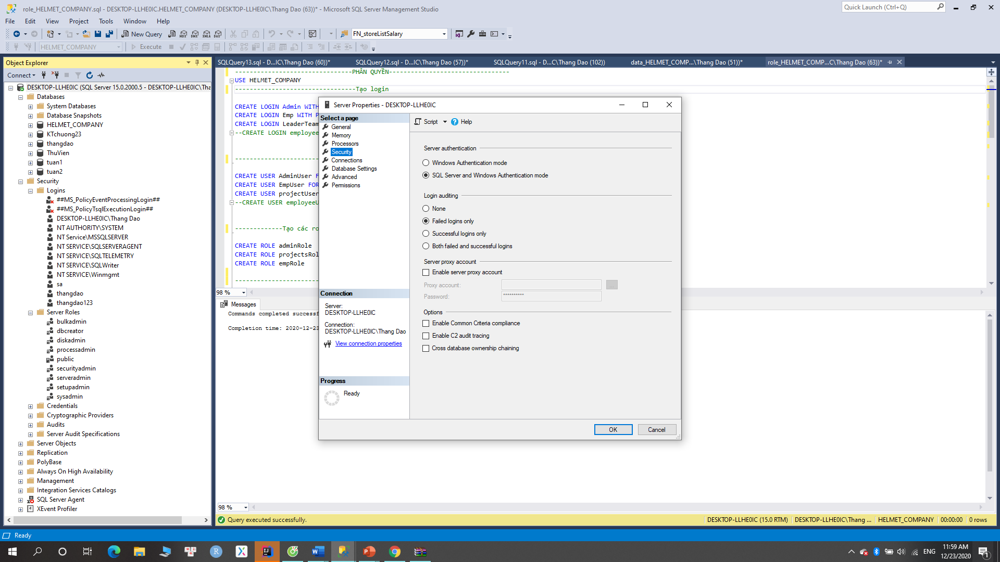 role_HELMET_COMPANY.sql - DESKTOP-LLHE0IC.HELMET_COMPANY (DESKTOP-LLHE0IC\Thang Dao (63))* - Microsoft SQL Server Management Studio
Quick Launch (Ctrl+Q)
File Edit View Project Tools Window Help
New Query
MDX DMX XMLA DAX
FN_storeListSalary
HELMET_COMPANY
Execute
Object Explorer
Connect
DESKTOP-LLHE0IC (SQL Server 15.0.2000.5 - DESKTOP-LLHE0IC\Tha
Databases
System Databases
Database Snapshots
HELMET_COMPANY
KTchuong23
thangdao
ThuVien
tuan1
tuan2
Security
Logins
##MS_PolicyEventProcessingLogin##
##MS_PolicyTsqlExecutionLogin##
DESKTOP-LLHE0IC\Thang Dao
NT AUTHORITY\SYSTEM
NT Service\MSSQLSERVER
NT SERVICE\SQLSERVERAGENT
NT SERVICE\SQLTELEMETRY
NT SERVICE\SQLWriter
NT SERVICE\Winmgmt
sa
thangdao
thangdao123
Server Roles
bulkadmin
dbcreator
diskadmin
processadmin
public
securityadmin
serveradmin
setupadmin
sysadmin
Credentials
Cryptographic Providers
Audits
Server Audit Specifications
Server Objects
Replication
PolyBase
Always On High Availability
Management
Integration Services Catalogs
SQL Server Agent
XEvent Profiler
SQLQuery13.sql - D...IC\Thang Dao (60))*
SQLQuery12.sql - D...IC\Thang Dao (57))*
SQLQuery11.sql - D...C\Thang Dao (102))
data_HELMET_COMP...\Thang Dao (51))*
role_HELMET_COMP...C\Thang Dao (63))*
--------------------------------PHÂN QUYỀN---------------------------------
USE HELMET_COMPANY
---------------------------------Tạo login
CREATE LOGIN Admin WITH
CREATE LOGIN Emp WITH P
CREATE LOGIN LeaderTeam
--CREATE LOGIN employee
-----------------------
CREATE USER AdminUser F
CREATE USER EmpUser FOR
CREATE USER projectUser
--CREATE USER employeeU
-------------Tạo các ro
CREATE ROLE adminRole
CREATE ROLE projectsRol
CREATE ROLE empRole
-----------------------
98 %
Messages
Commands completed successf
Completion time: 2020-12-23
98 %
Query executed successfully.
DESKTOP-LLHE0IC (15.0 RTM) DESKTOP-LLHE0IC\Thang ... HELMET_COMPANY 00:00:00 0 rows
Server Properties - DESKTOP-LLHE0IC
Select a page
General
Memory
Processors
Security
Connections
Database Settings
Advanced
Permissions
Connection
Server:
DESKTOP-LLHE0IC
Connection:
DESKTOP-LLHE0IC\Thang Dao
View connection properties
Progress
Ready
Script Help
Server authentication
Windows Authentication mode
SQL Server and Windows Authentication mode
Login auditing
None
Failed logins only
Successful logins only
Both failed and successful logins
Server proxy account
Enable server proxy account
Proxy account:
...
Password:
**********
Options
Enable Common Criteria compliance
Enable C2 audit tracing
Cross database ownership chaining
OK
Cancel
Ready
ENG
11:59 AM
12/23/2020
1